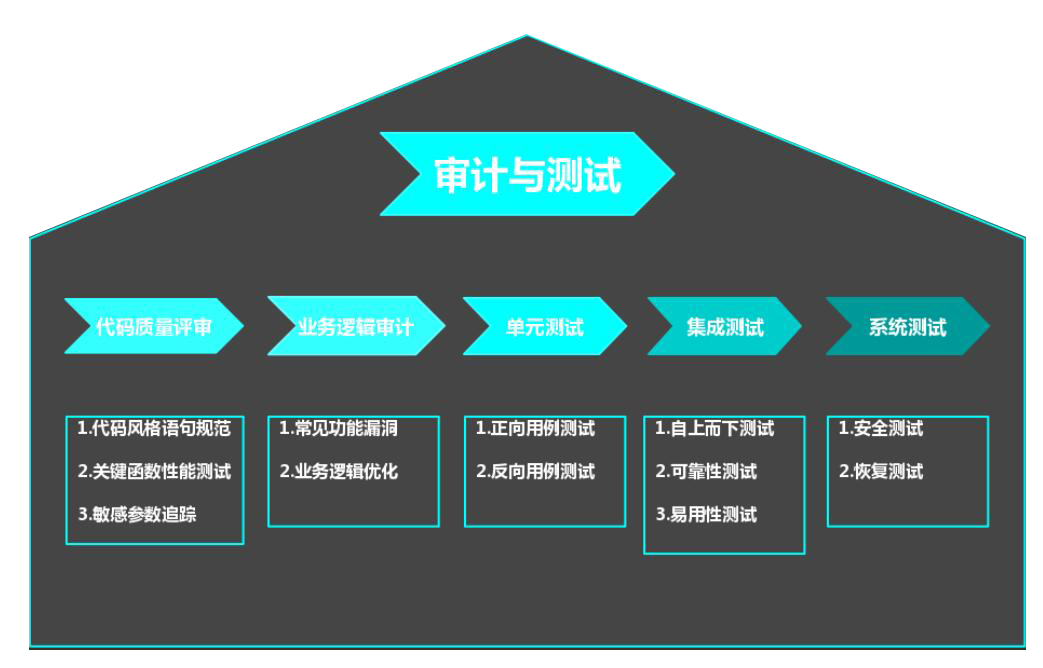 审计与测试
代码质量评审
业务逻辑审计
单元测试
集成测试
系统测试
1.代码风格语句规范
2.关键函数性能测试
3.敏感参数追踪
1.常见功能漏洞
2.业务逻辑优化
1.正向用例测试
2.反向用例测试
1.自上而下测试
2.可靠性测试
3.易用性测试
1.安全测试
2.恢复测试